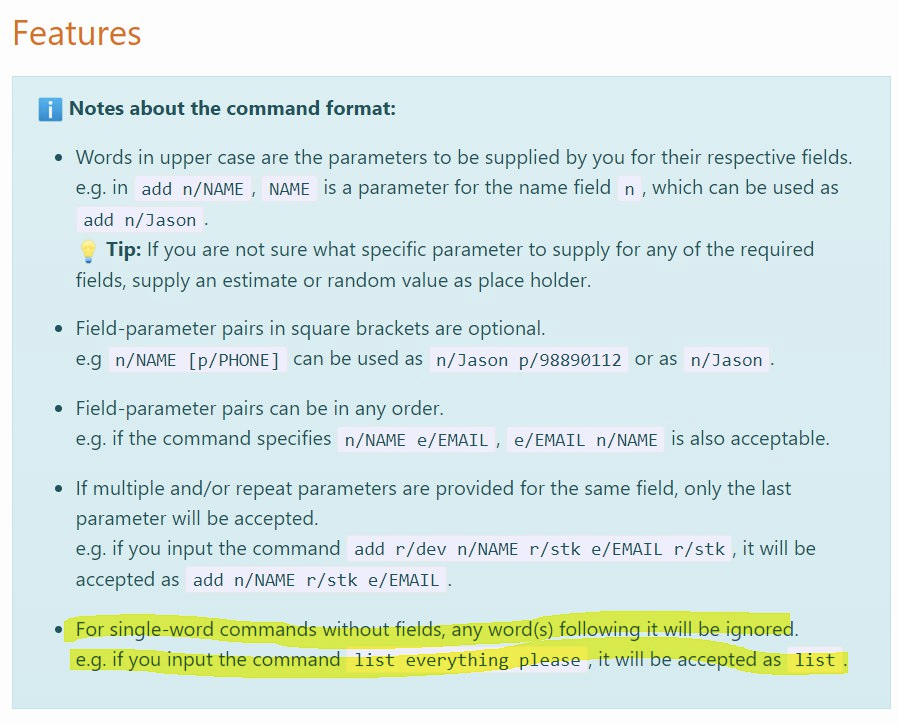 Features
Notes about the command format:
• Words in upper case are the parameters to be supplied by you for their respective fields.
e.g. in add n/NAME, NAME is a parameter for the name field n, which can be used as
add n/Jason.
Tip: If you are not sure what specific parameter to supply for any of the required
fields, supply an estimate or random value as place holder.
• Field-parameter pairs in square brackets are optional.
e.g n/NAME [p/PHONE] can be used as n/Jason p/98890112 or as n/Jason.
• Field-parameter pairs can be in any order.
e.g. if the command specifies n/NAME e/EMAIL, e/EMAIL n/NAME is also acceptable.
• If multiple and/or repeat parameters are provided for the same field, only the last
parameter will be accepted.
e.g. if you input the command add r/dev n/NAME r/stk e/EMAIL r/stk, it will be
accepted as add n/NAME r/stk e/EMAIL.
• For single-word commands without fields, any word(s) following it will be ignored.
e.g. if you input the command list everything please, it will be accepted as list.